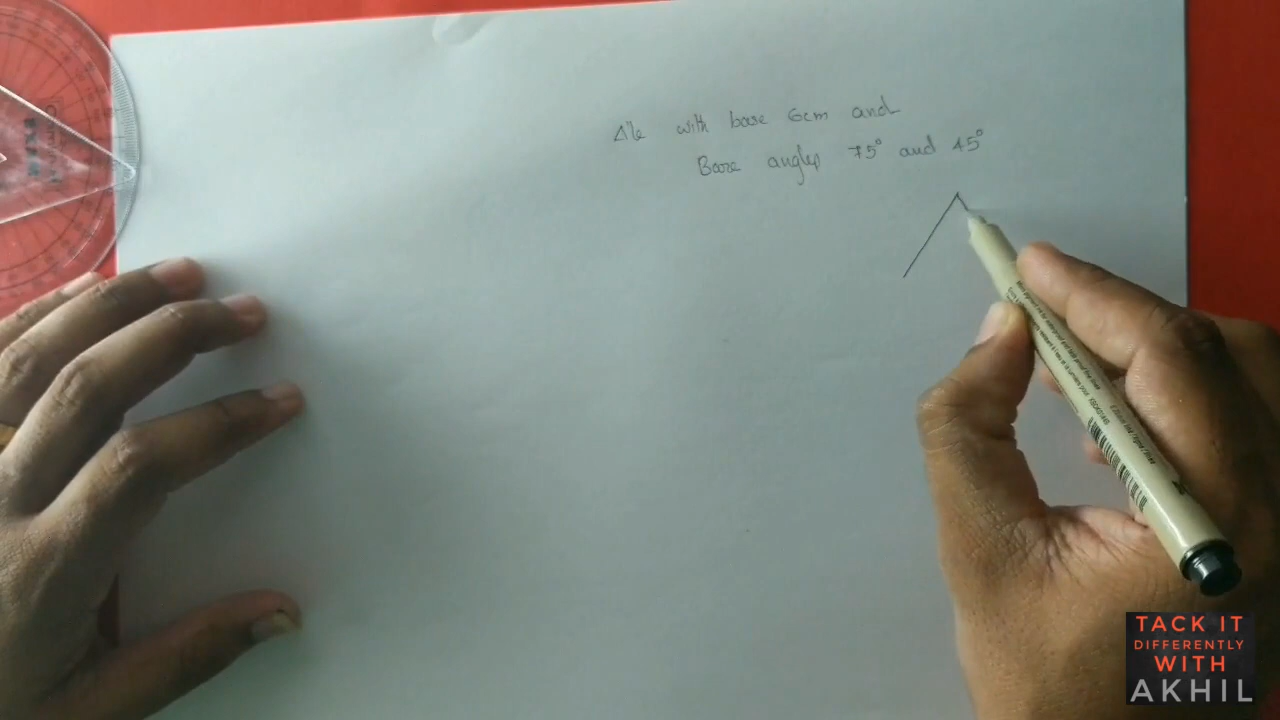 Δle with base 6cm and
Base angles 75° and 45°
TACK IT
DIFFERENTLY
WITH
AKHIL